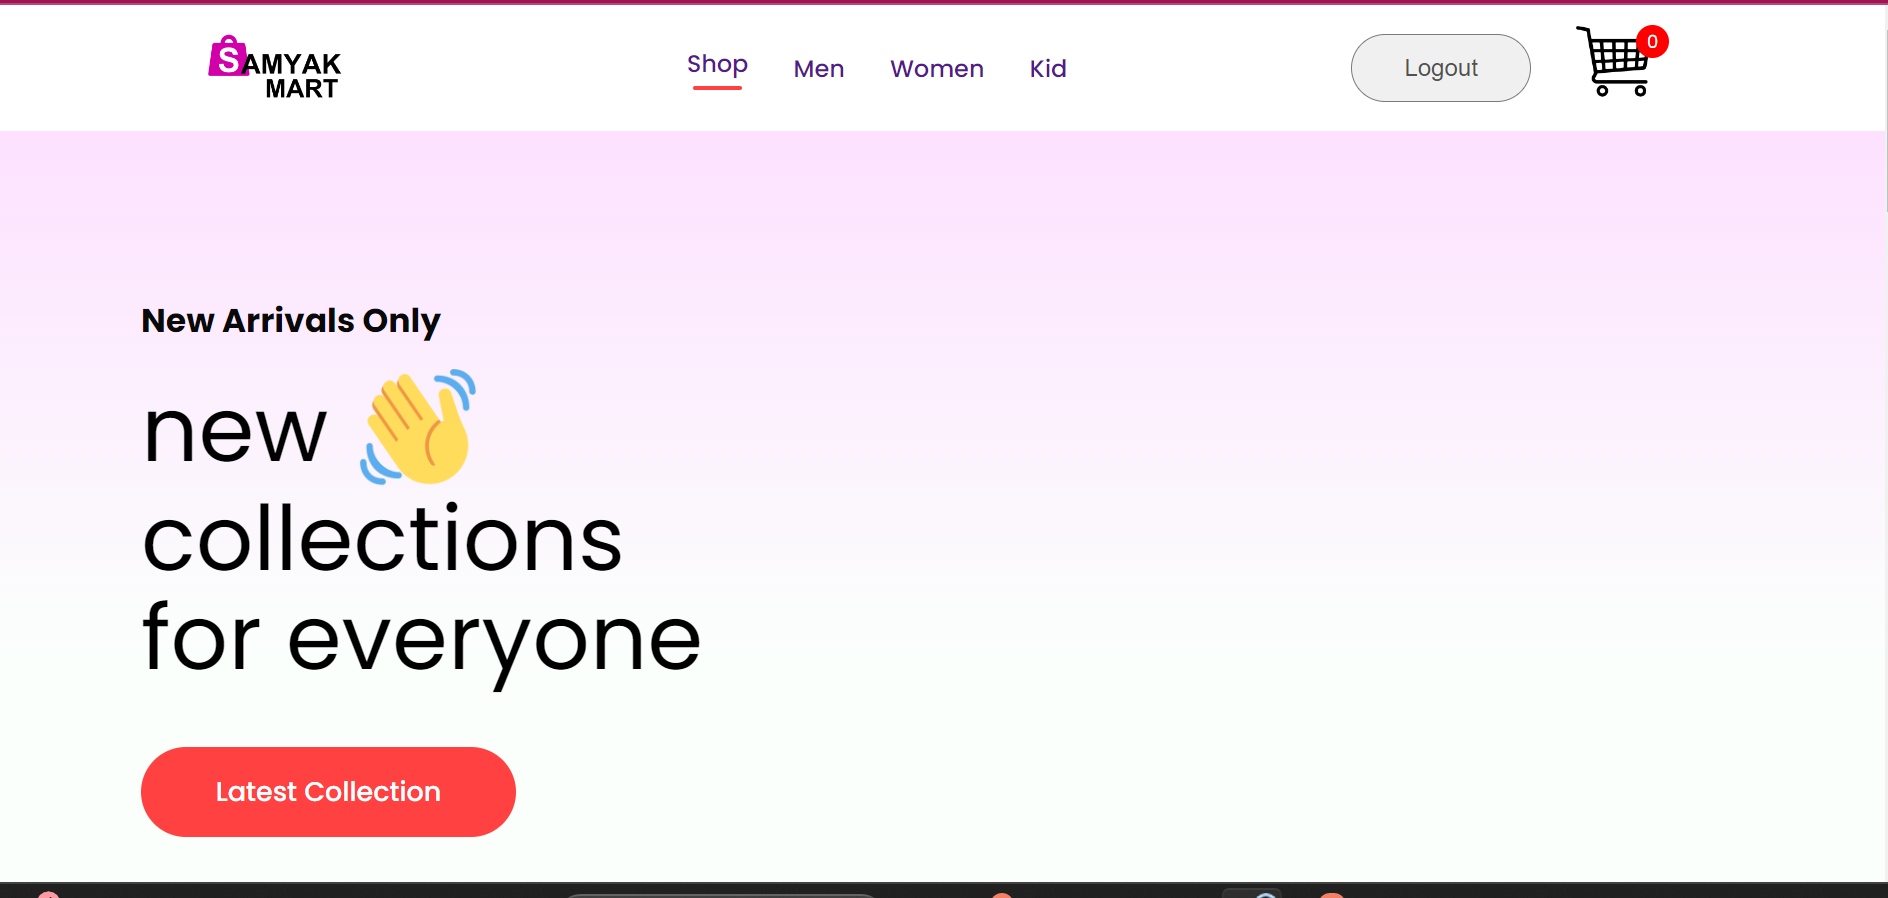 SAMYAK
MART
Shop
Men
Women
Kid
Logout
0
New Arrivals Only
new 👋
collections
for everyone
Latest Collection